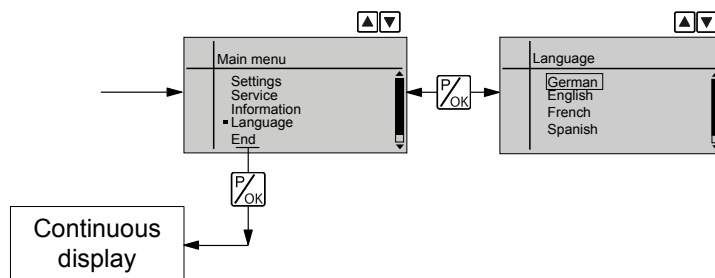 Main menu
Settings
Service
Information
Language
End
P/OK
Language
German
English
French
Spanish
P/OK
Continuous
display